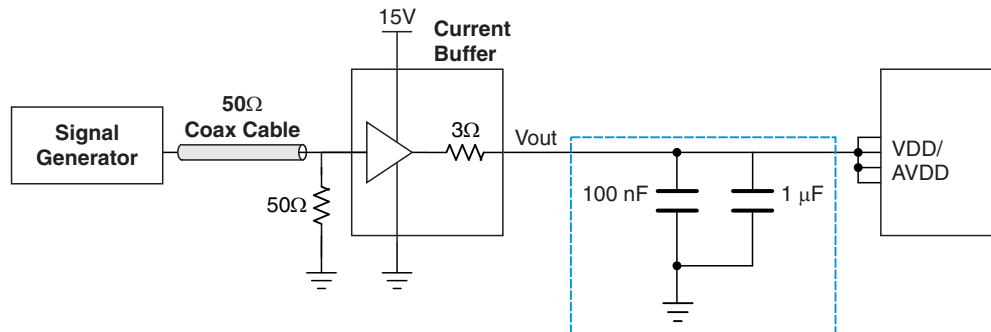 15V
Current
Buffer
50Ω
Coax Cable
Signal
Generator
3Ω
Vout
VDD/
AVDD
50Ω
100 nF
1 μF